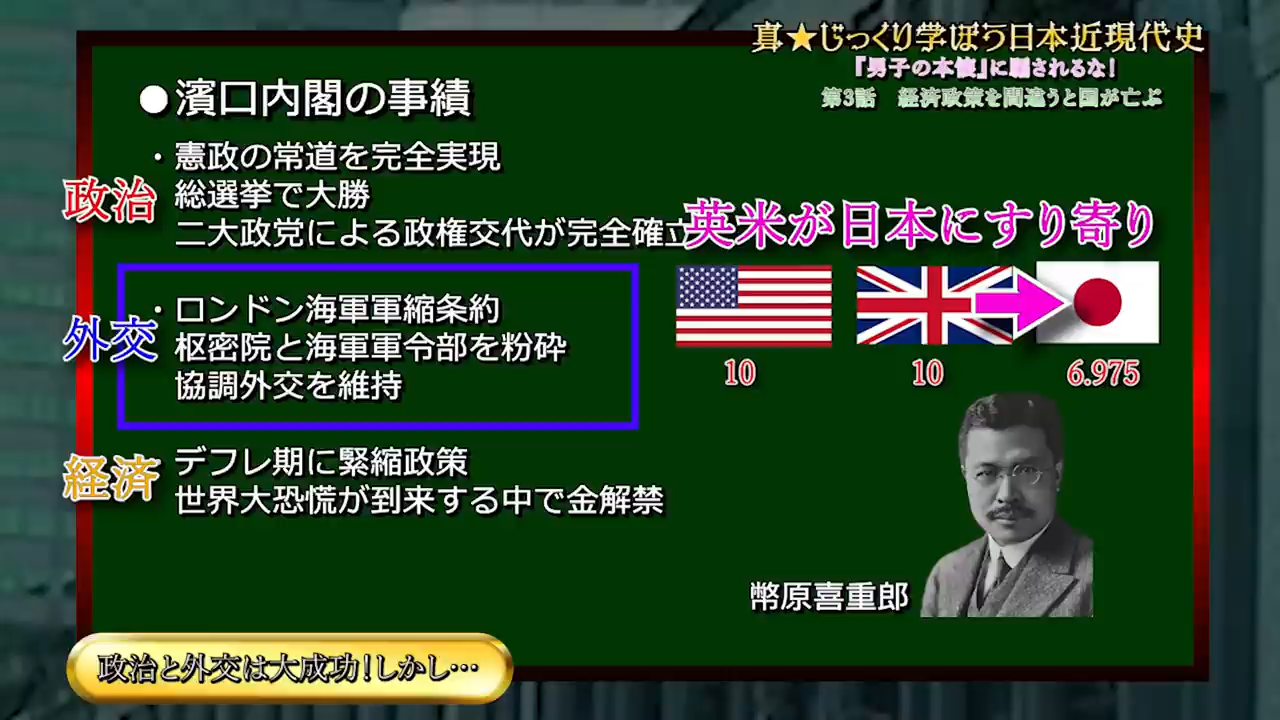 真★じっくり学ぼう日本近現代史
『男子の本懐』に騙されるな!
第3話 経済政策を間違うと国が亡ぶ
●濱口内閣の事績
政治
・憲政の常道を完全実現
総選挙で大勝
二大政党による政権交代が完全確立
英米が日本にすり寄り
外交
・ロンドン海軍軍縮条約
枢密院と海軍軍令部を粉砕
協調外交を維持
10
10
6.975
経済
デフレ期に緊縮政策
世界大恐慌が到来する中で金解禁
幣原喜重郎
政治と外交は大成功!しかし…